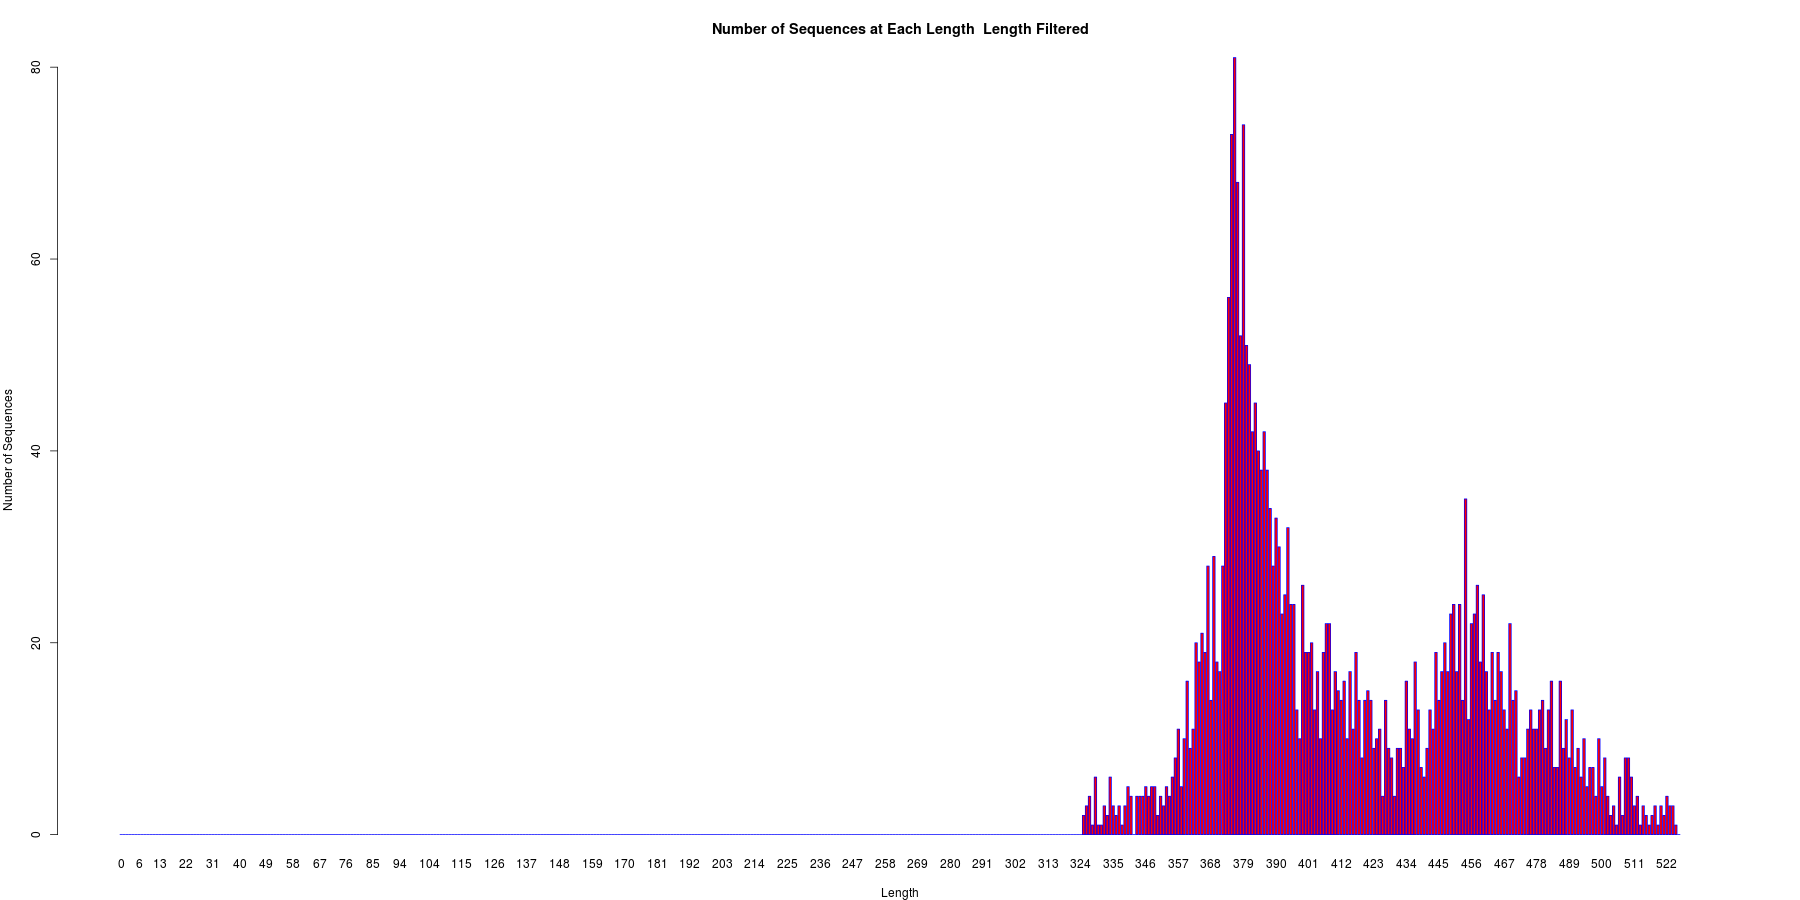 Number of Sequences at Each Length  Length Filtered
80
60
40
20
0
Number of Sequences
0 6 13 22 31 40 49 58 67 76 85 94 104 115 126 137 148 159 170 181 192 203 214 225 236 247 258 269 280 291 302 313 324 335 346 357 368 379 390 401 412 423 434 445 456 467 478 489 500 511 522
Length